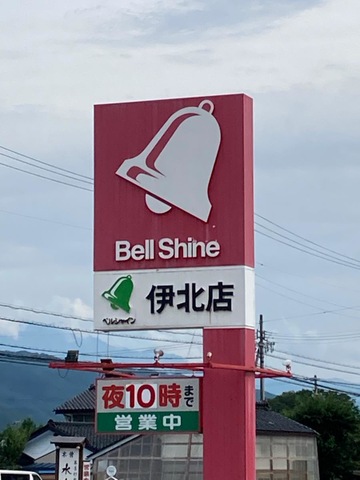 Bell Shine
ベルシャイン
伊北店
夜10時まで
営業中
水